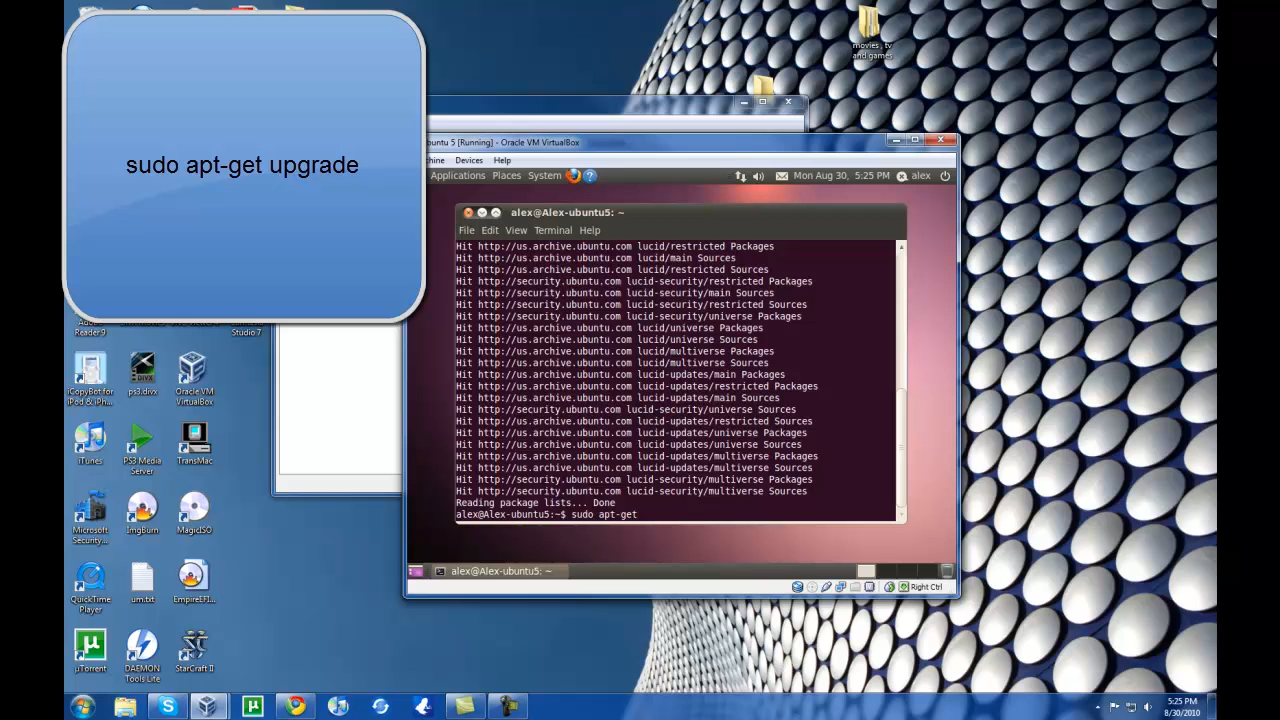 sudo apt-get upgrade
movies , tv
and games
ubuntu 5 [Running] - Oracle VM VirtualBox
Devices Help
Applications Places System
Mon Aug 30, 5:25 PM alex
alex@Alex-ubuntu5: ~
File Edit View Terminal Help
Hit http://us.archive.ubuntu.com lucid/restricted Packages
Hit http://us.archive.ubuntu.com lucid/main Sources
Hit http://us.archive.ubuntu.com lucid/restricted Sources
Hit http://security.ubuntu.com lucid-security/restricted Packages
Hit http://security.ubuntu.com lucid-security/main Sources
Hit http://security.ubuntu.com lucid-security/restricted Sources
Hit http://security.ubuntu.com lucid-security/universe Packages
Hit http://us.archive.ubuntu.com lucid/universe Packages
Hit http://us.archive.ubuntu.com lucid/universe Sources
Hit http://us.archive.ubuntu.com lucid/multiverse Packages
Hit http://us.archive.ubuntu.com lucid/multiverse Sources
Hit http://us.archive.ubuntu.com lucid-updates/main Packages
Hit http://us.archive.ubuntu.com lucid-updates/restricted Packages
Hit http://us.archive.ubuntu.com lucid-updates/main Sources
Hit http://security.ubuntu.com lucid-security/universe Sources
Hit http://us.archive.ubuntu.com lucid-updates/restricted Sources
Hit http://us.archive.ubuntu.com lucid-updates/universe Packages
Hit http://us.archive.ubuntu.com lucid-updates/universe Sources
Hit http://us.archive.ubuntu.com lucid-updates/multiverse Packages
Hit http://us.archive.ubuntu.com lucid-updates/multiverse Sources
Hit http://security.ubuntu.com lucid-security/multiverse Packages
Hit http://security.ubuntu.com lucid-security/multiverse Sources
Reading package lists... Done
alex@Alex-ubuntu5:~$ sudo apt-get
alex@Alex-ubuntu5: ~
Right Ctrl
Reader 9
Studio 7
iCopyBot for
iPod & iPh...
ps3.divx
Oracle VM
VirtualBox
iTunes
PS3 Media
Server
TransMac
Microsoft
Security...
ImgBurn
MagicISO
QuickTime
Player
um.txt
EmpireEFI...
µTorrent
DAEMON
Tools Lite
StarCraft II
5:25 PM
8/30/2010